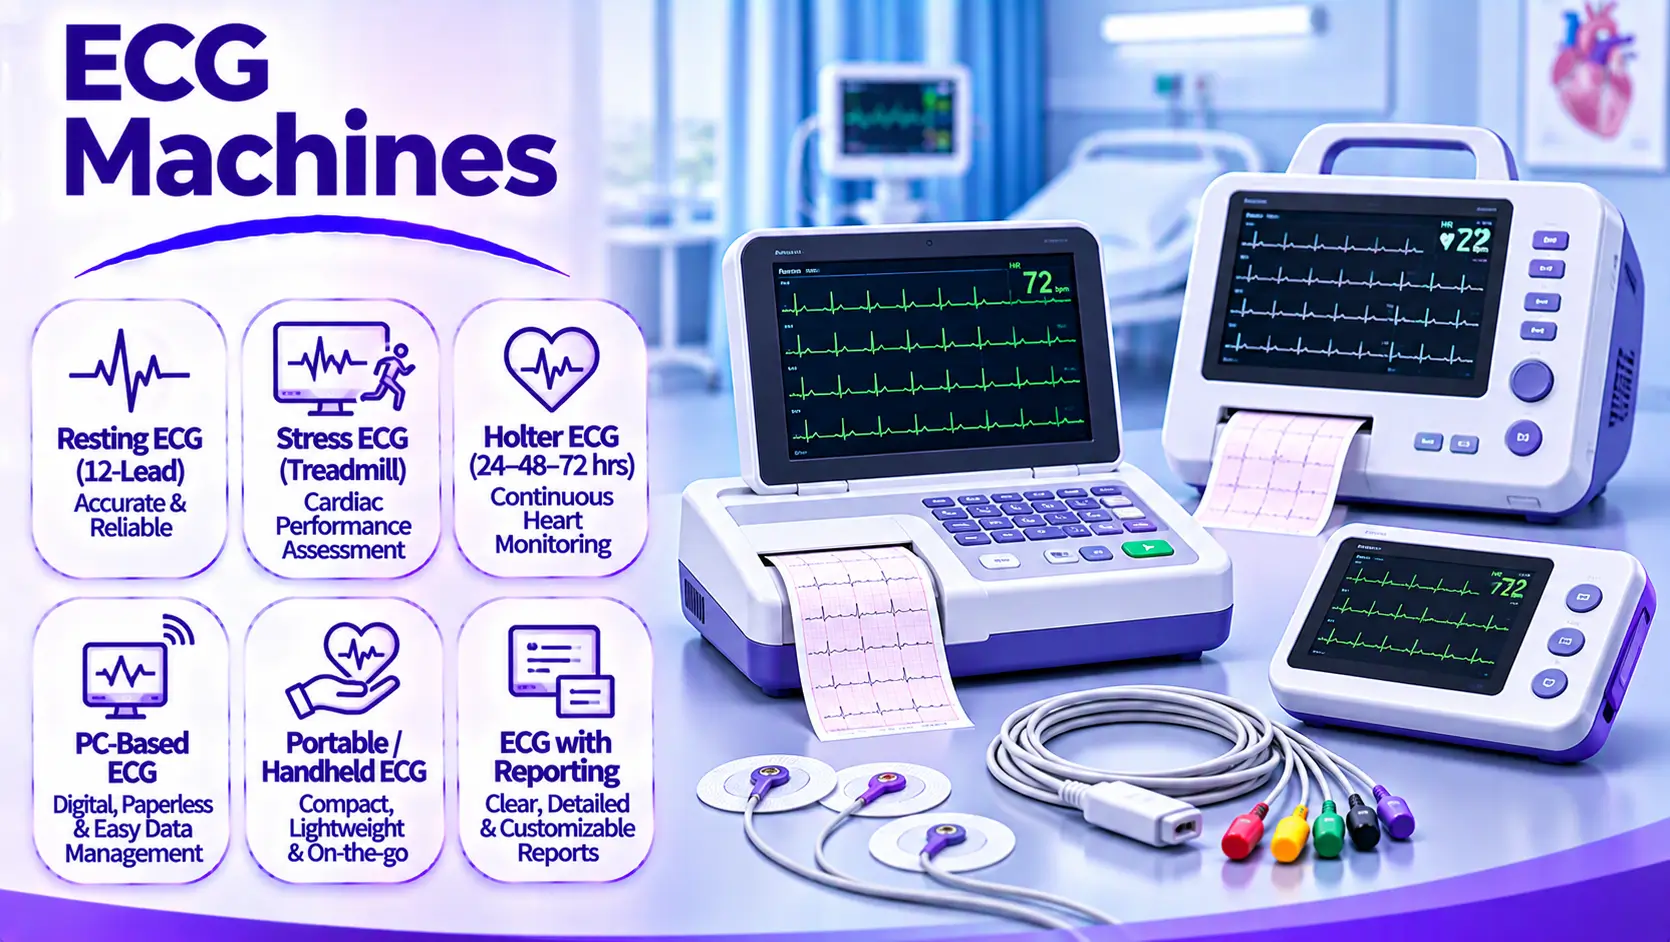 ECG
Machines
Resting ECG
(12-Lead)
Accurate &
Reliable
Stress ECG
(Treadmill)
Cardiac
Performance
Assessment
Holter ECG
(24–48–72 hrs)
Continuous
Heart
Monitoring
PC-Based
ECG
Digital, Paperless
& Easy Data
Management
Portable /
Handheld ECG
Compact,
Lightweight
& On-the-go
ECG with
Reporting
Clear, Detailed
& Customizable
Reports
HR
72 bpm
HR
22 bpm
HR
722